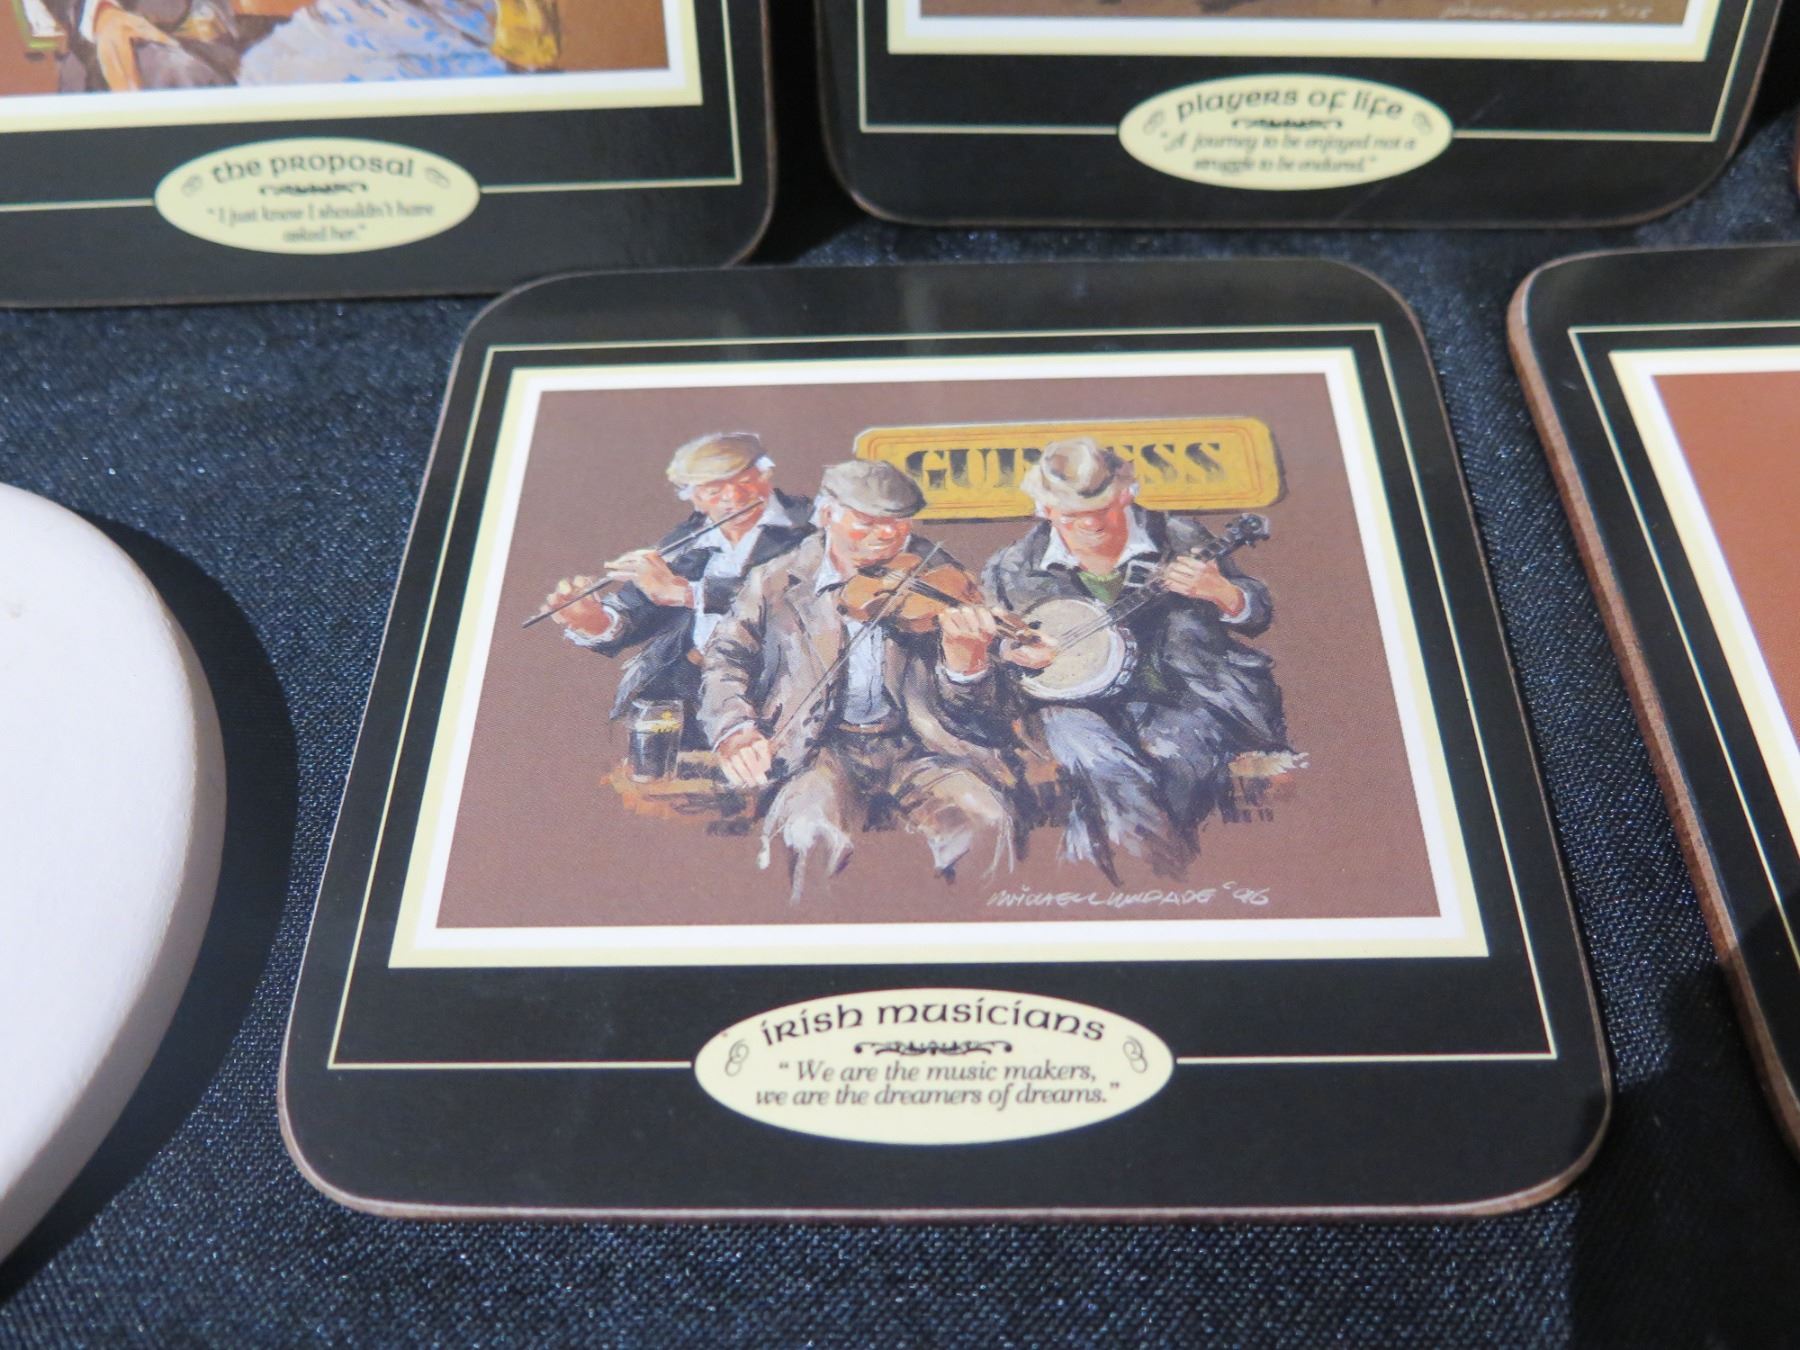 the proposal
"I just knew I shouldn't have
asked her."
players of life
"A journey to be enjoyed not a
struggle to be endured."
GUINNESS
'96
irish musicians
"We are the music makers,
we are the dreamers of dreams."